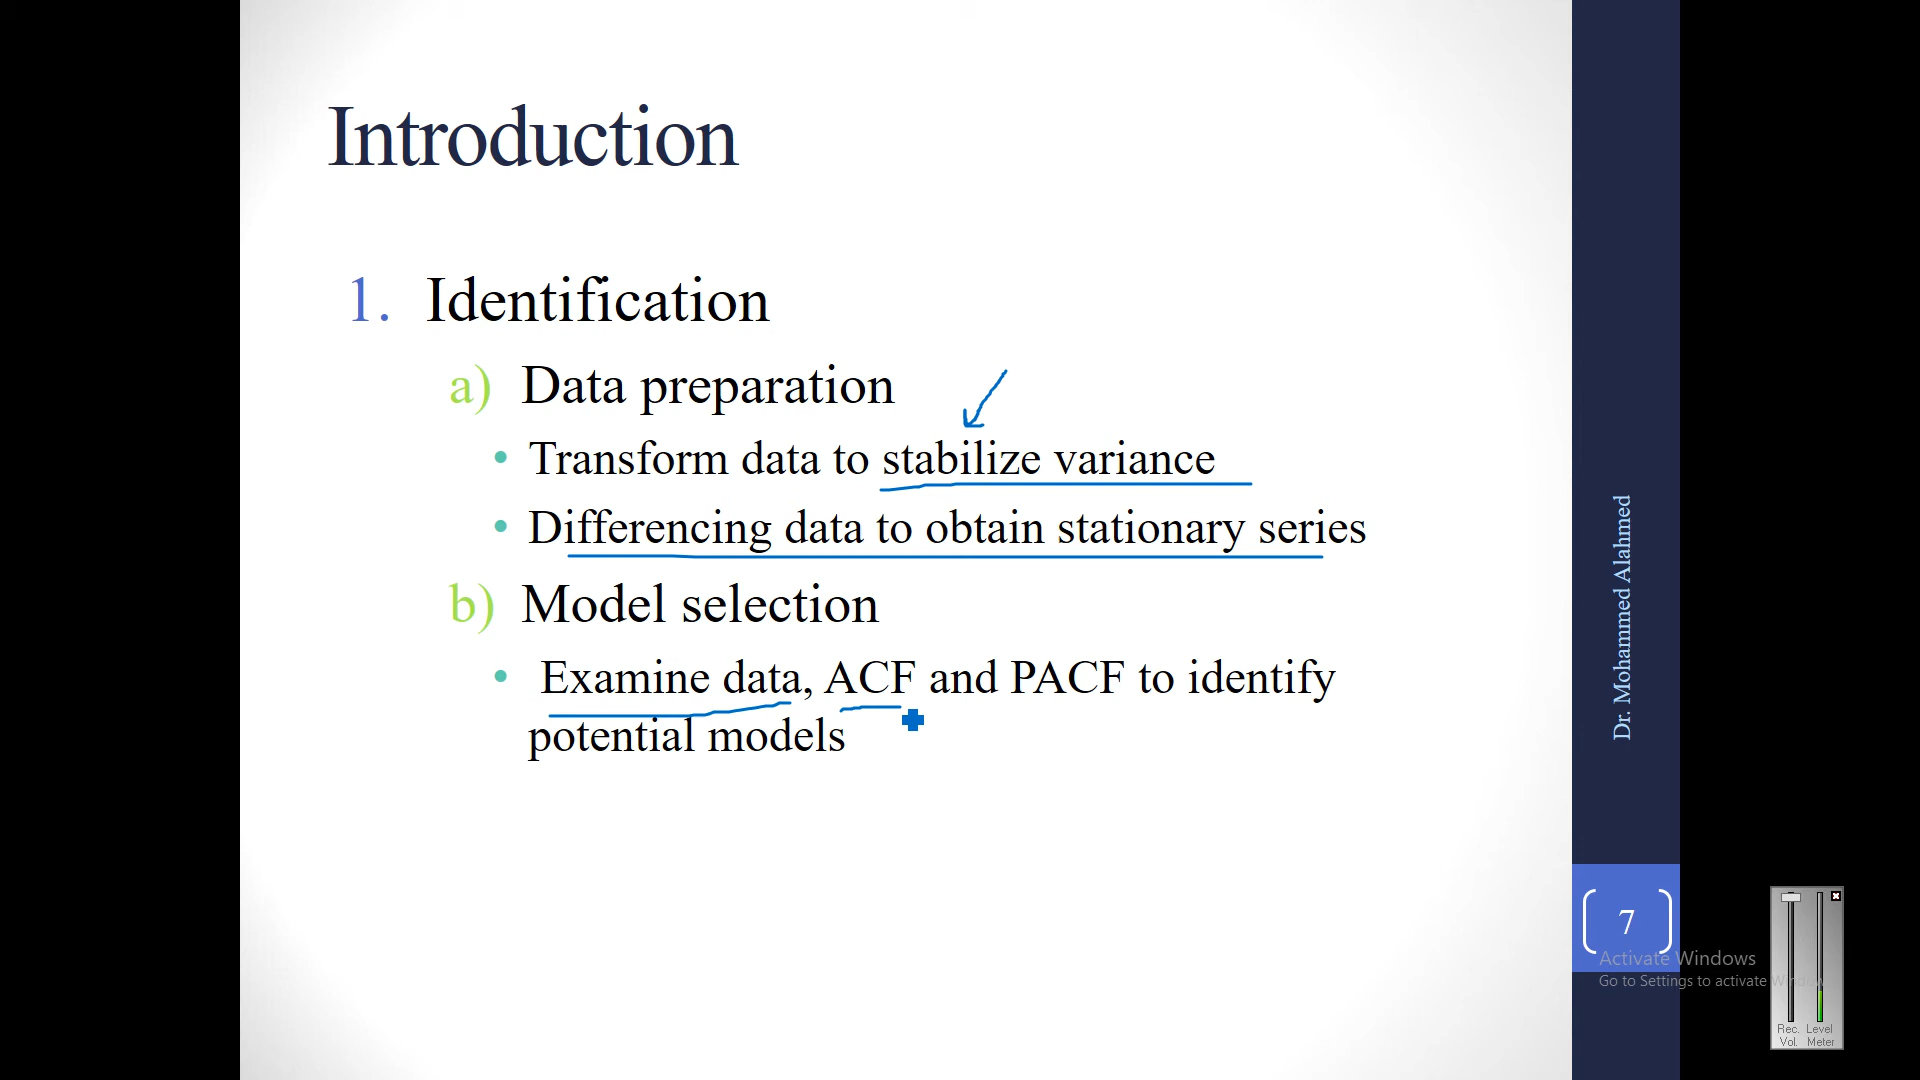 Introduction
1. Identification
a) Data preparation
• Transform data to stabilize variance
• Differencing data to obtain stationary series
b) Model selection
• Examine data, ACF and PACF to identify
potential models
Dr. Mohammed Alahmed
7
Activate Windows
Go to Settings to activate Windows
Rec. Level
Vol. Meter